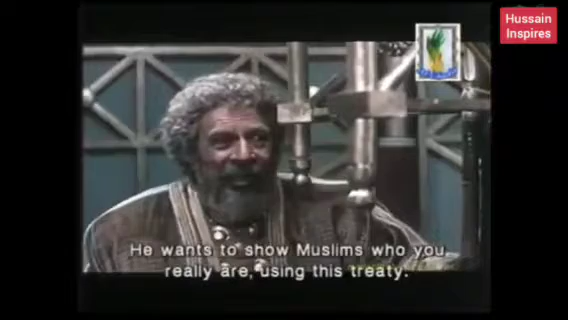 Hussain
Inspires
He wants to show Muslims who you
really are, using this treaty.